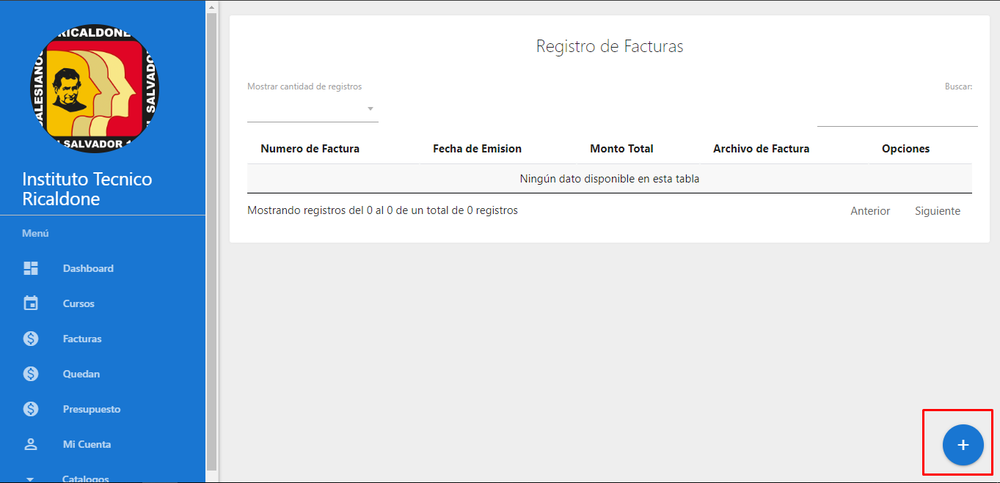 RICALDONE
SALESIANO
SALVADOR
SALVADOR
Instituto Tecnico
Ricaldone
Menú
Dashboard
Cursos
Facturas
Quedan
Presupuesto
Mi Cuenta
Catalogos
Registro de Facturas
Mostrar cantidad de registros
Buscar:
Numero de Factura Fecha de Emision Monto Total Archivo de Factura Opciones
Ningún dato disponible en esta tabla
Mostrando registros del 0 al 0 de un total de 0 registros
Anterior Siguiente
+